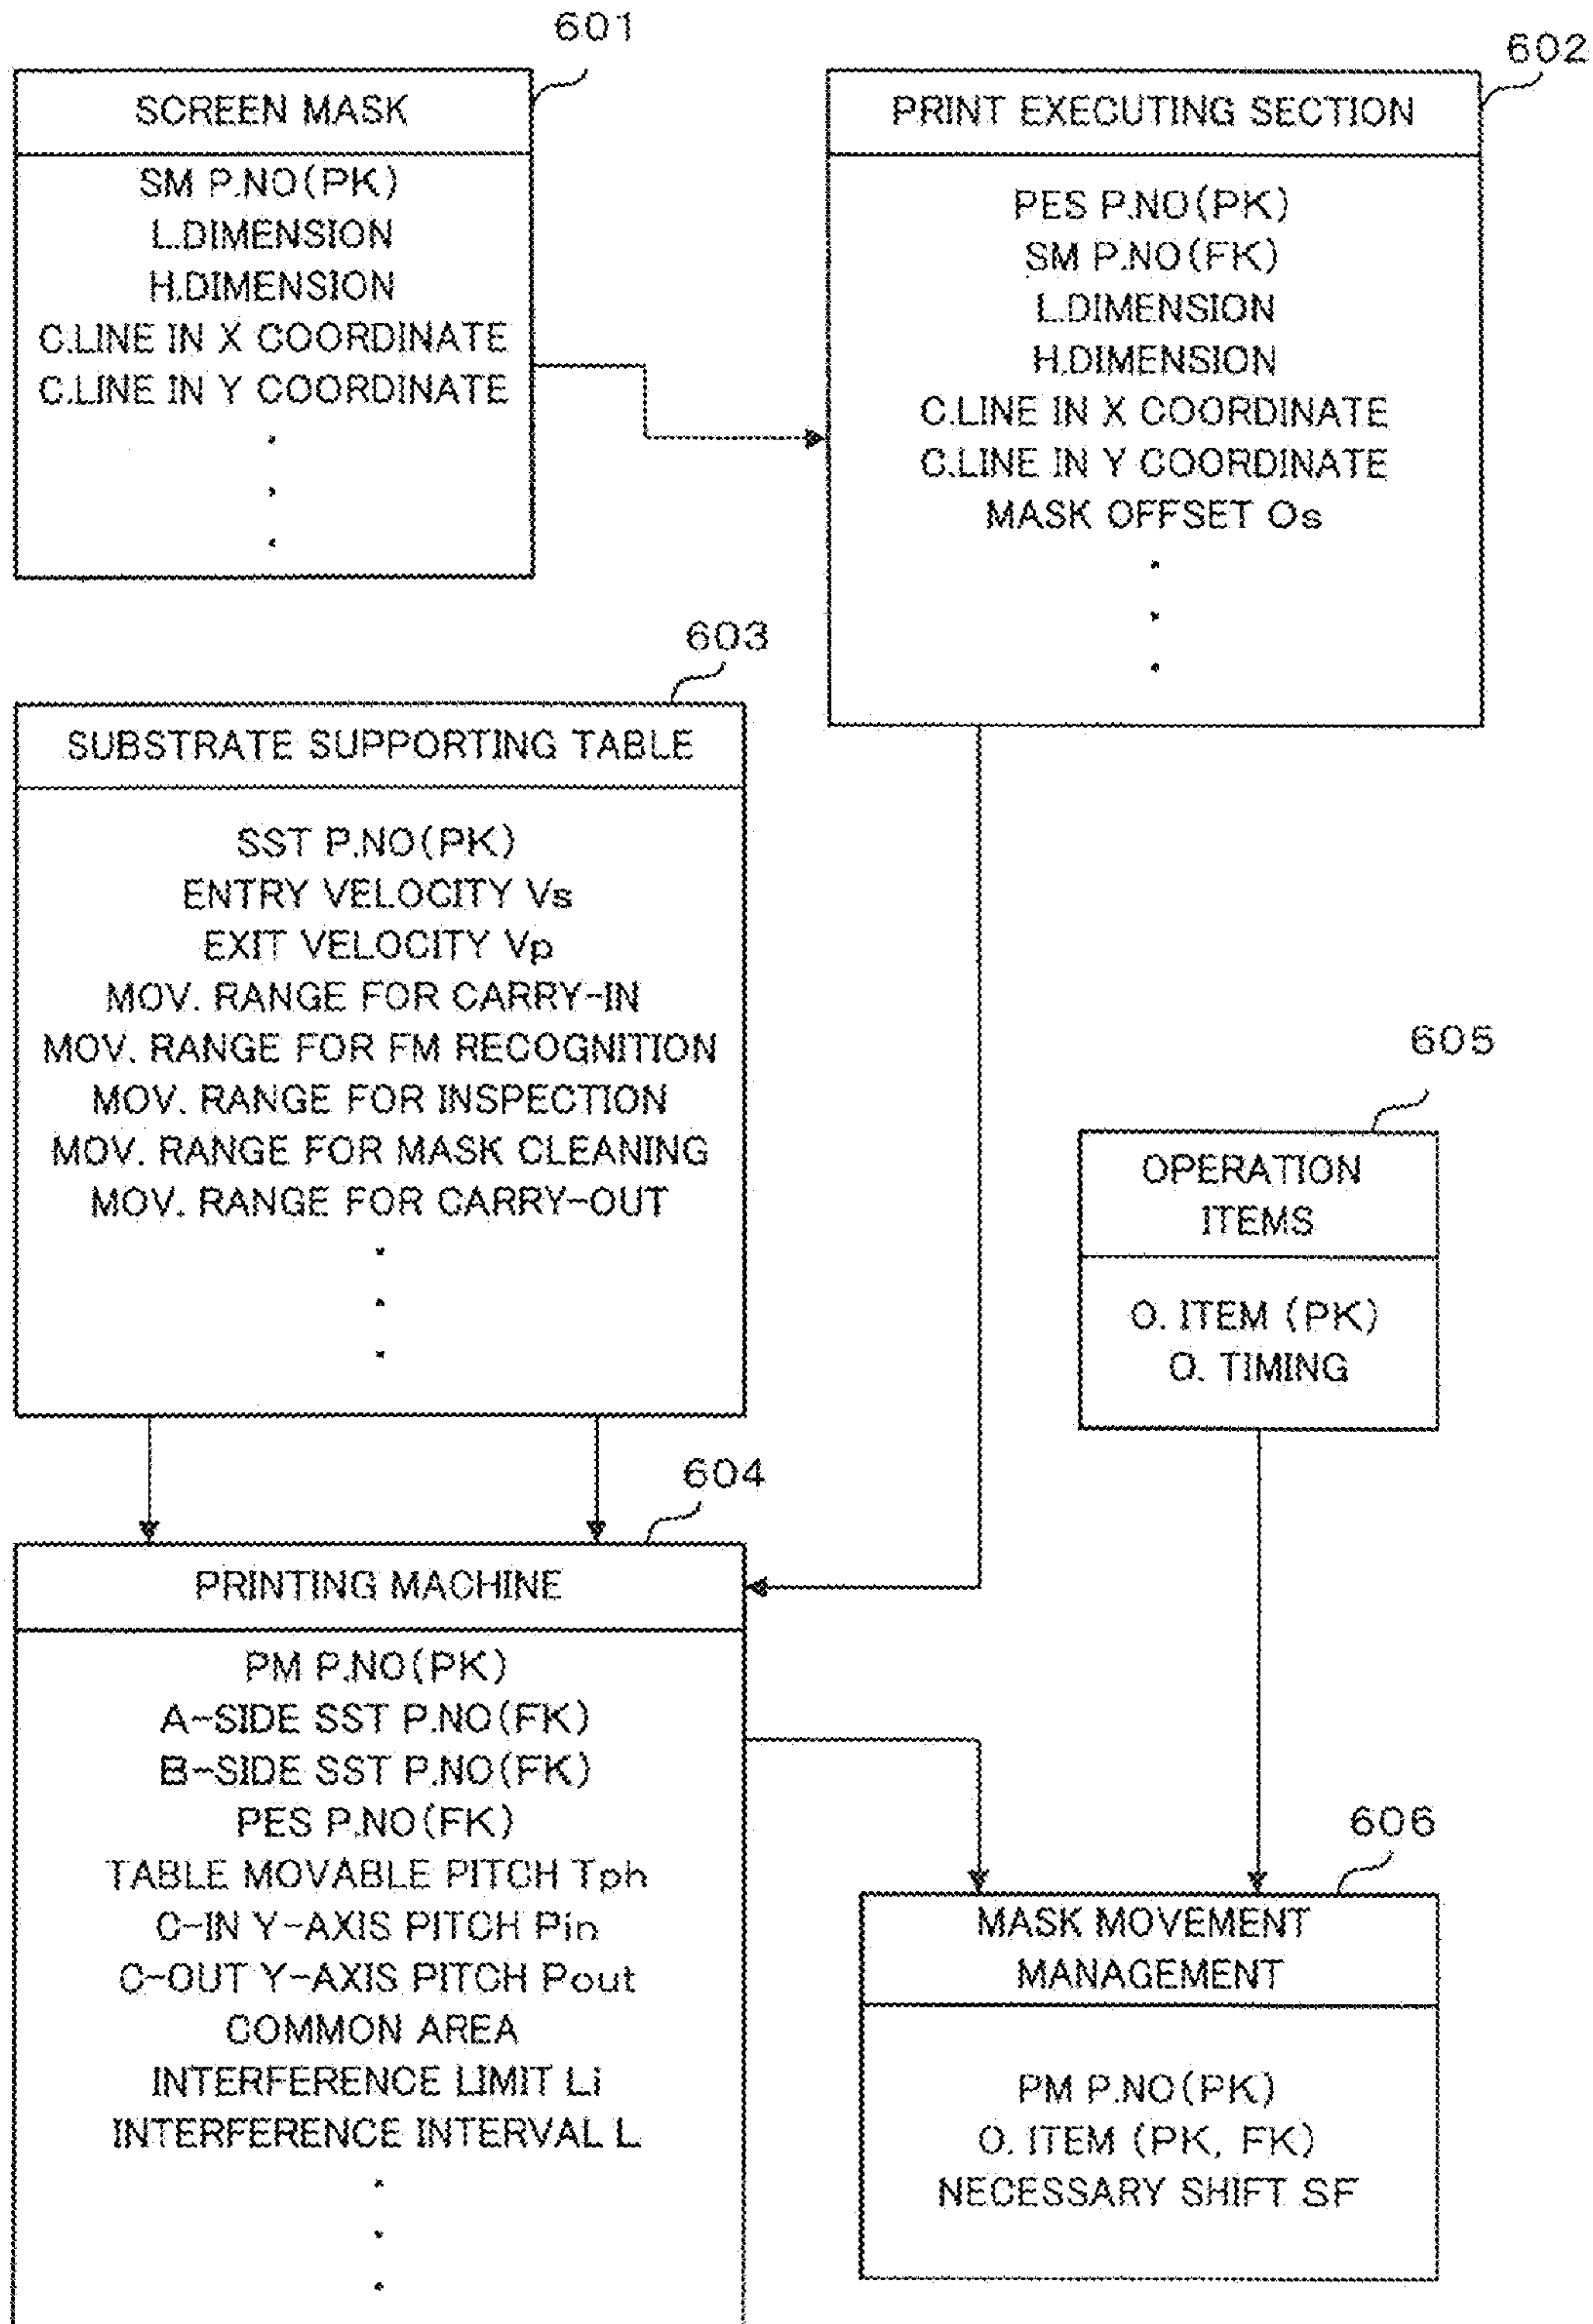 601
SCREEN MASK
SM P.NO(PK)
L.DIMENSION
H.DIMENSION
C.LINE IN X COORDINATE
C.LINE IN Y COORDINATE
602
PRINT EXECUTING SECTION
PES P.NO(PK)
SM P.NO(FK)
L.DIMENSION
H.DIMENSION
C.LINE IN X COORDINATE
C.LINE IN Y COORDINATE
MASK OFFSET Os
603
SUBSTRATE SUPPORTING TABLE
SST P.NO(PK)
ENTRY VELOCITY Vs
EXIT VELOCITY Vp
MOV. RANGE FOR CARRY-IN
MOV. RANGE FOR FM RECOGNITION
MOV. RANGE FOR INSPECTION
MOV. RANGE FOR MASK CLEANING
MOV. RANGE FOR CARRY-OUT
605
OPERATION
ITEMS
O. ITEM (PK)
O. TIMING
604
PRINTING MACHINE
PM P.NO(PK)
A-SIDE SST P.NO(FK)
B-SIDE SST P.NO(FK)
PES P.NO(FK)
TABLE MOVABLE PITCH Tph
C-IN Y-AXIS PITCH Pin
C-OUT Y-AXIS PITCH Pout
COMMON AREA
INTERFERENCE LIMIT Li
INTERFERENCE INTERVAL L
606
MASK MOVEMENT
MANAGEMENT
PM P.NO(PK)
O. ITEM (PK, FK)
NECESSARY SHIFT SF